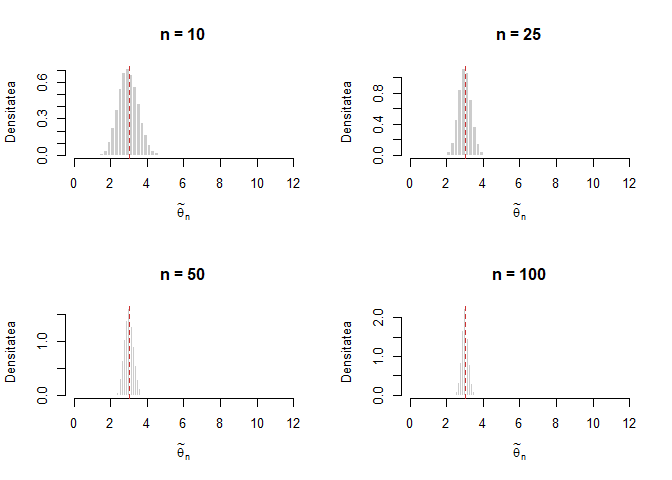 n = 10
Densitatea
0.0 0.3 0.6
0 2 4 6 8 10 12
θ̃n
n = 25
Densitatea
0.0 0.4 0.8
0 2 4 6 8 10 12
θ̃n
n = 50
Densitatea
0.0 1.0
0 2 4 6 8 10 12
θ̃n
n = 100
Densitatea
0.0 1.0 2.0
0 2 4 6 8 10 12
θ̃n